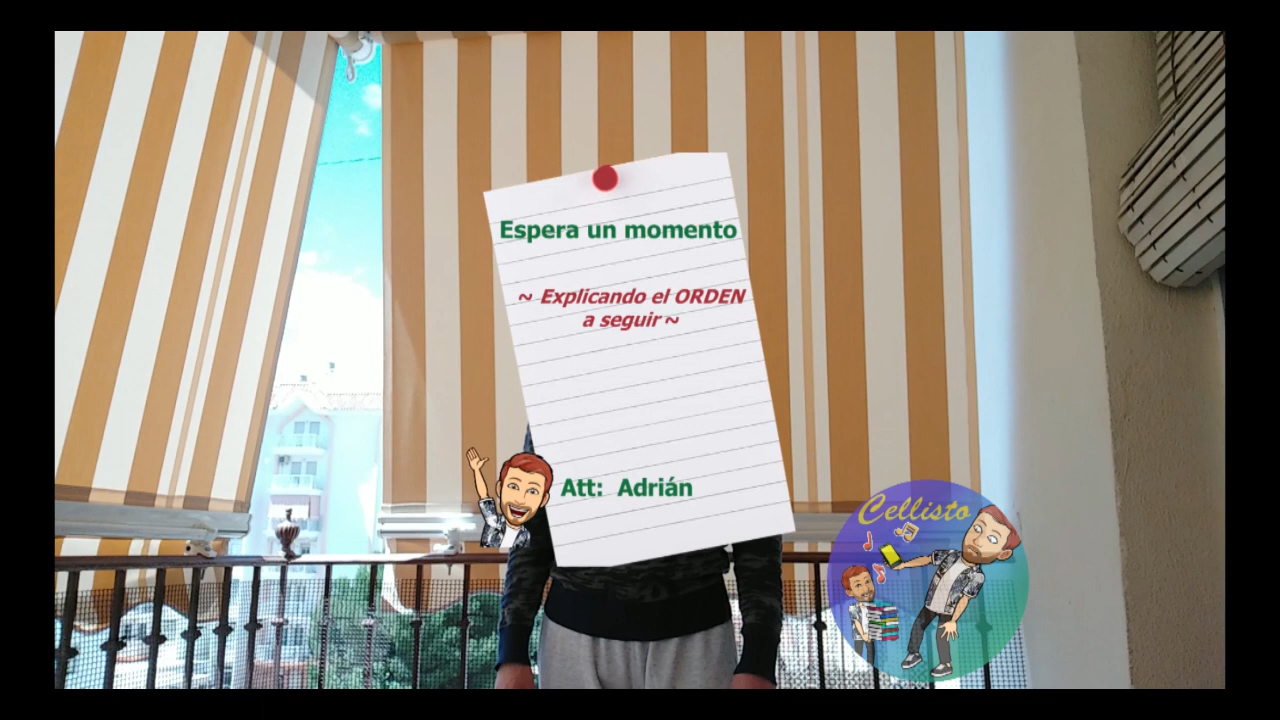 Espera un momento
~ Explicando el ORDEN
a seguir ~
Att: Adrián
Cellisto